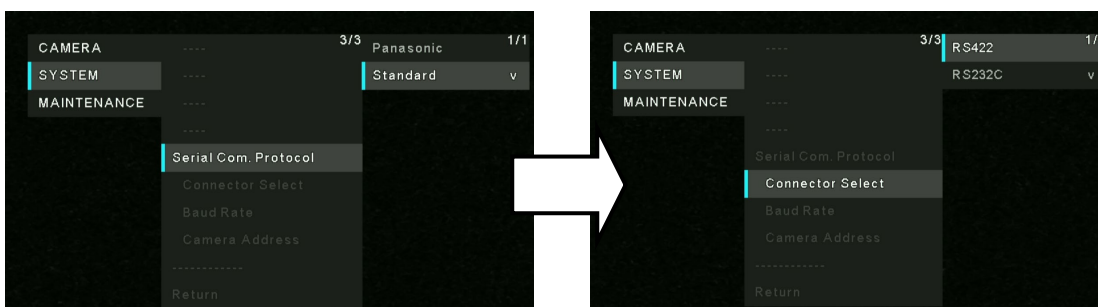 3/3
1/1
CAMERA
----
Panasonic
SYSTEM
----
Standard
v
MAINTENANCE
----
----
Serial Com. Protocol
Connector Select
Baud Rate
Camera Address
------------
Return
3/3
1/
CAMERA
----
RS422
SYSTEM
----
RS232C
v
MAINTENANCE
----
----
Serial Com. Protocol
Connector Select
Baud Rate
Camera Address
------------
Return